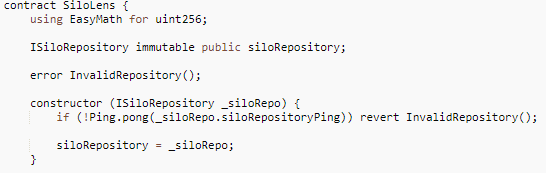 contract SiloLens {
using EasyMath for uint256;
ISiloRepository immutable public siloRepository;
error InvalidRepository();
constructor (ISiloRepository _siloRepo) {
if (!Ping.pong(_siloRepo.siloRepositoryPing)) revert InvalidRepository();
siloRepository = _siloRepo;
}